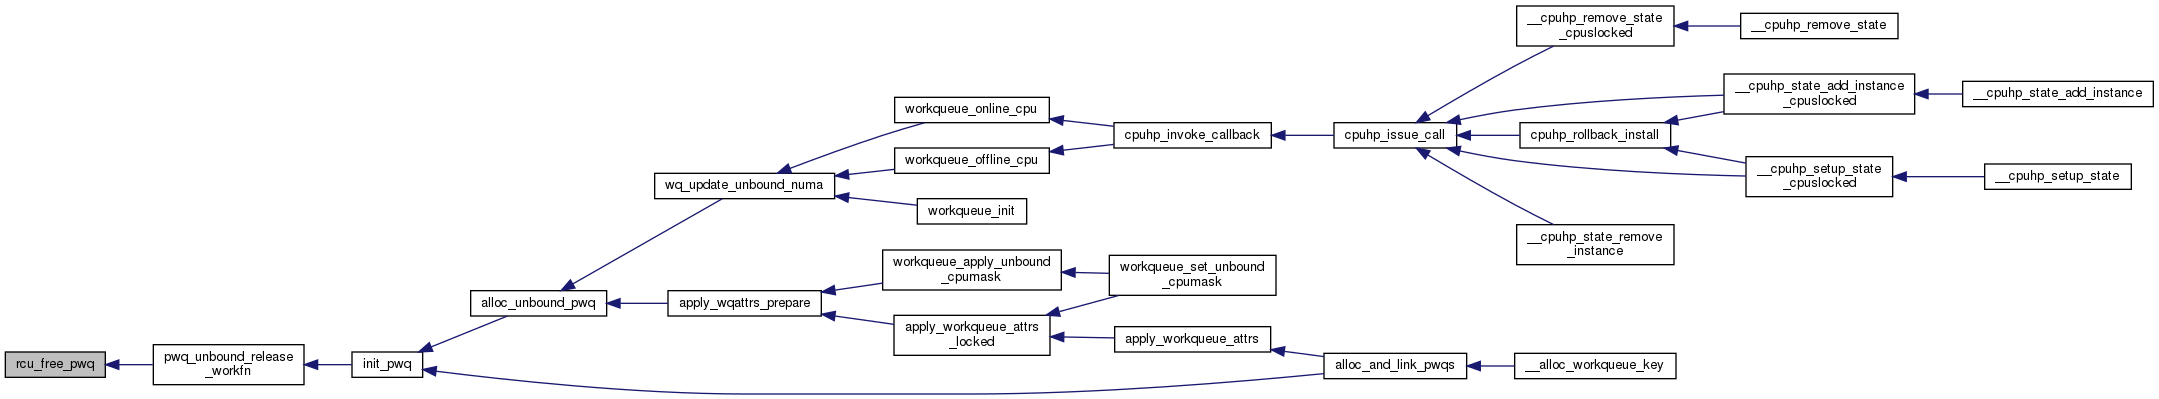 __cpuhp_remove_state
_cpuslocked
__cpuhp_remove_state
__cpuhp_state_add_instance
_cpuslocked
__cpuhp_state_add_instance
workqueue_online_cpu
cpuhp_invoke_callback
cpuhp_issue_call
cpuhp_rollback_install
workqueue_offline_cpu
wq_update_unbound_numa
__cpuhp_setup_state
_cpuslocked
__cpuhp_setup_state
workqueue_init
__cpuhp_state_remove
_instance
workqueue_apply_unbound
_cpumask
workqueue_set_unbound
_cpumask
alloc_unbound_pwq
apply_wqattrs_prepare
apply_workqueue_attrs
_locked
apply_workqueue_attrs
rcu_free_pwq
pwq_unbound_release
_workfn
init_pwq
alloc_and_link_pwqs
__alloc_workqueue_key